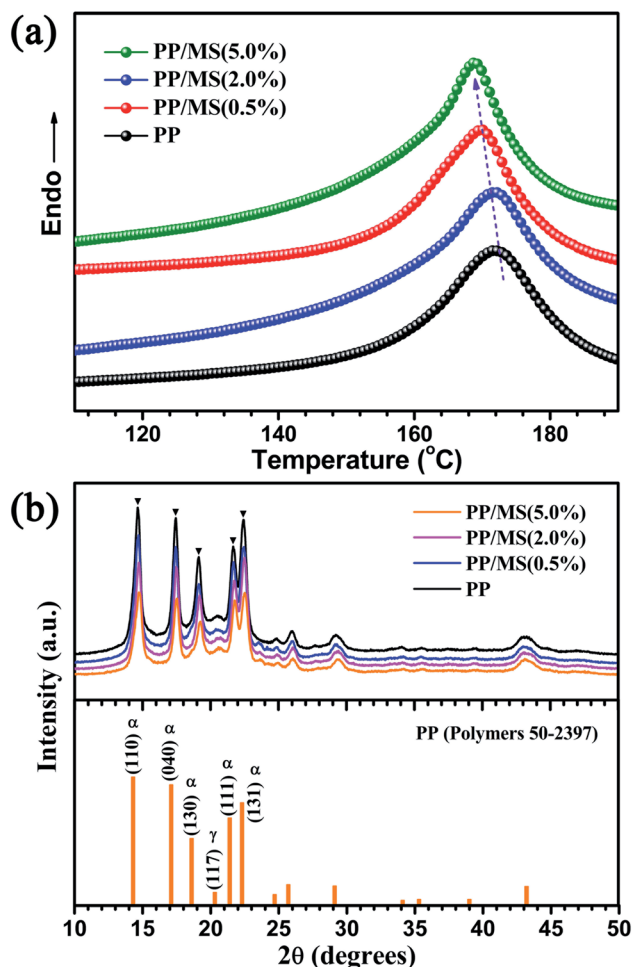 (a)
PP/MS(5.0%)
PP/MS(2.0%)
PP/MS(0.5%)
PP
Endo
120 140 160 180
Temperature (°C)
(b)
PP/MS(5.0%)
PP/MS(2.0%)
PP/MS(0.5%)
PP
Intensity (a.u.)
PP (Polymers 50-2397)
(110) α
(040) α
(130) α
(117) γ
(111) α
(131) α
10 15 20 25 30 35 40 45 50
2θ (degrees)